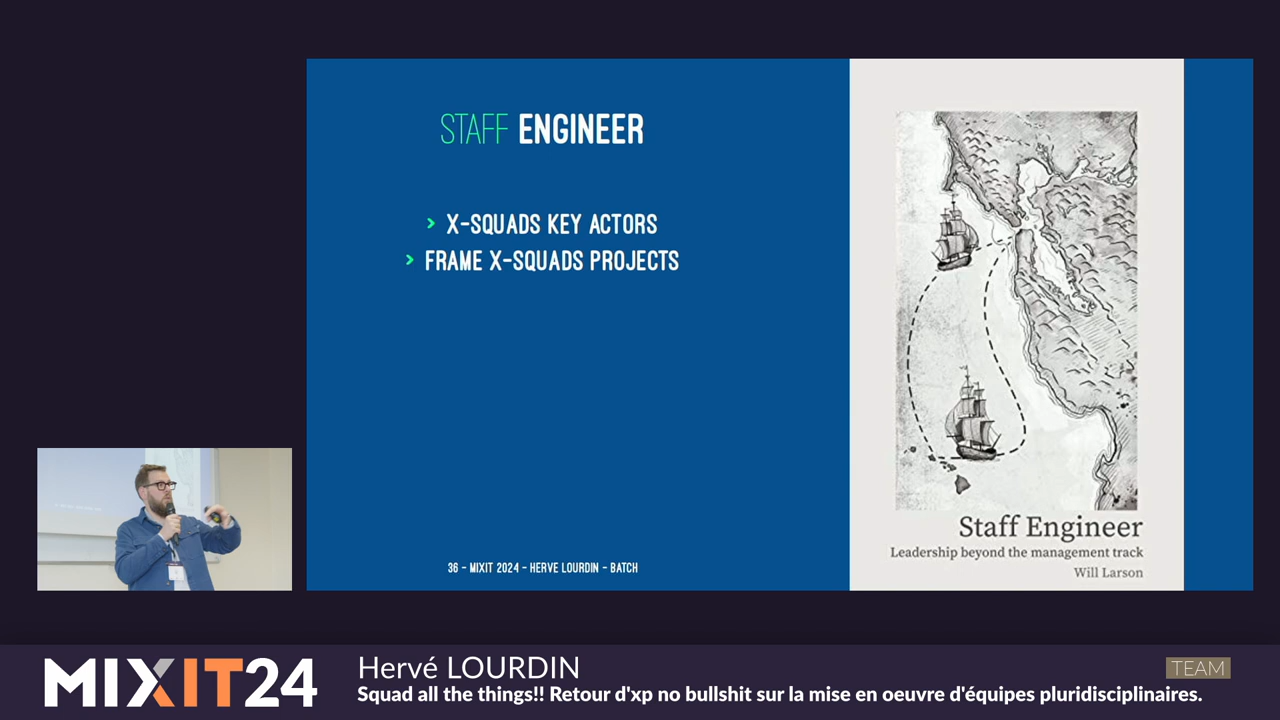 STAFF ENGINEER
> X-SQUADS KEY ACTORS
> FRAME X-SQUADS PROJECTS
36 - MIXIT 2024 - HERVE LOURDIN - BATCH
Staff Engineer
Leadership beyond the management track
Will Larson
MIXIT24
Hervé LOURDIN
TEAM
Squad all the things!! Retour d'xp no bullshit sur la mise en oeuvre d'équipes pluridisciplinaires.